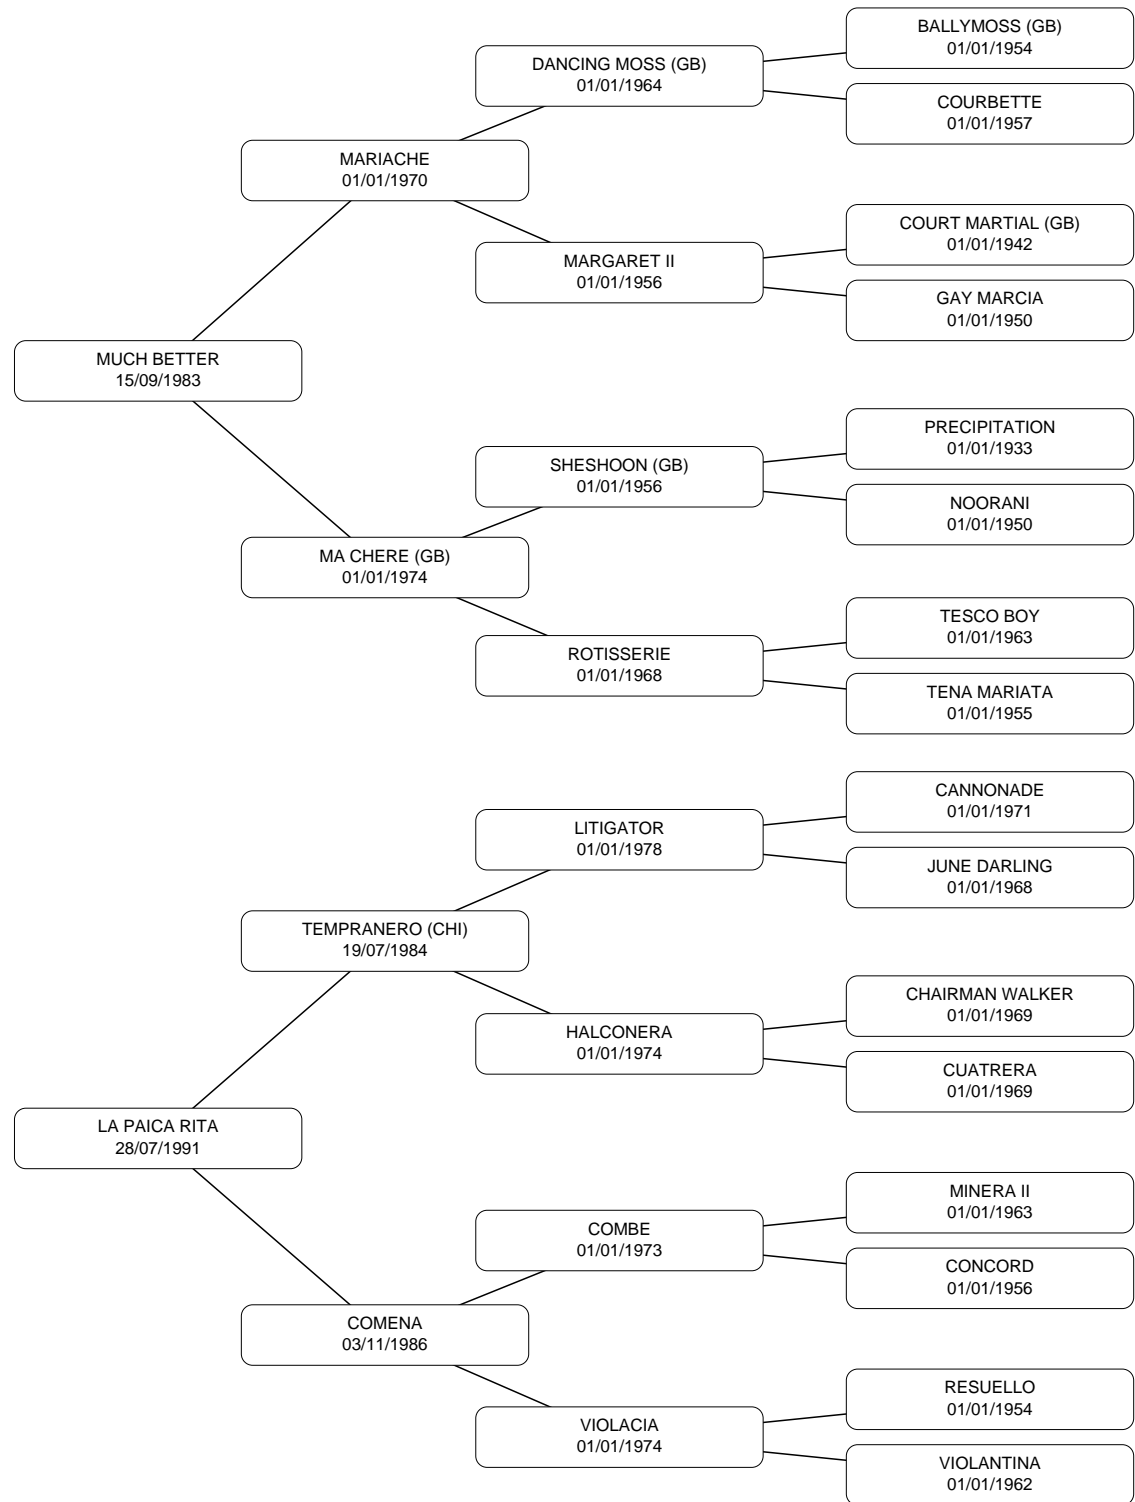 BALLYMOSS (GB)
01/01/1954
DANCING MOSS (GB)
01/01/1964
COURBETTE
01/01/1957
MARIACHE
01/01/1970
COURT MARTIAL (GB)
01/01/1942
MARGARET II
01/01/1956
GAY MARCIA
01/01/1950
MUCH BETTER
15/09/1983
PRECIPITATION
01/01/1933
SHESHOON (GB)
01/01/1956
NOORANI
01/01/1950
MA CHERE (GB)
01/01/1974
TESCO BOY
01/01/1963
ROTISSERIE
01/01/1968
TENA MARIATA
01/01/1955
CANNONADE
01/01/1971
LITIGATOR
01/01/1978
JUNE DARLING
01/01/1968
TEMPRANERO (CHI)
19/07/1984
CHAIRMAN WALKER
01/01/1969
HALCONERA
01/01/1974
CUATRERA
01/01/1969
LA PAICA RITA
28/07/1991
MINERA II
01/01/1963
COMBE
01/01/1973
CONCORD
01/01/1956
COMENA
03/11/1986
RESUELLO
01/01/1954
VIOLACIA
01/01/1974
VIOLANTINA
01/01/1962